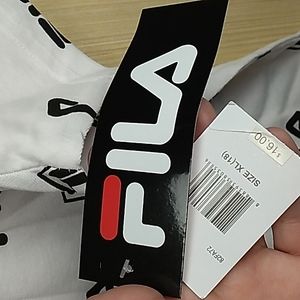 FILA
$16.00
SIZE XL/(18)